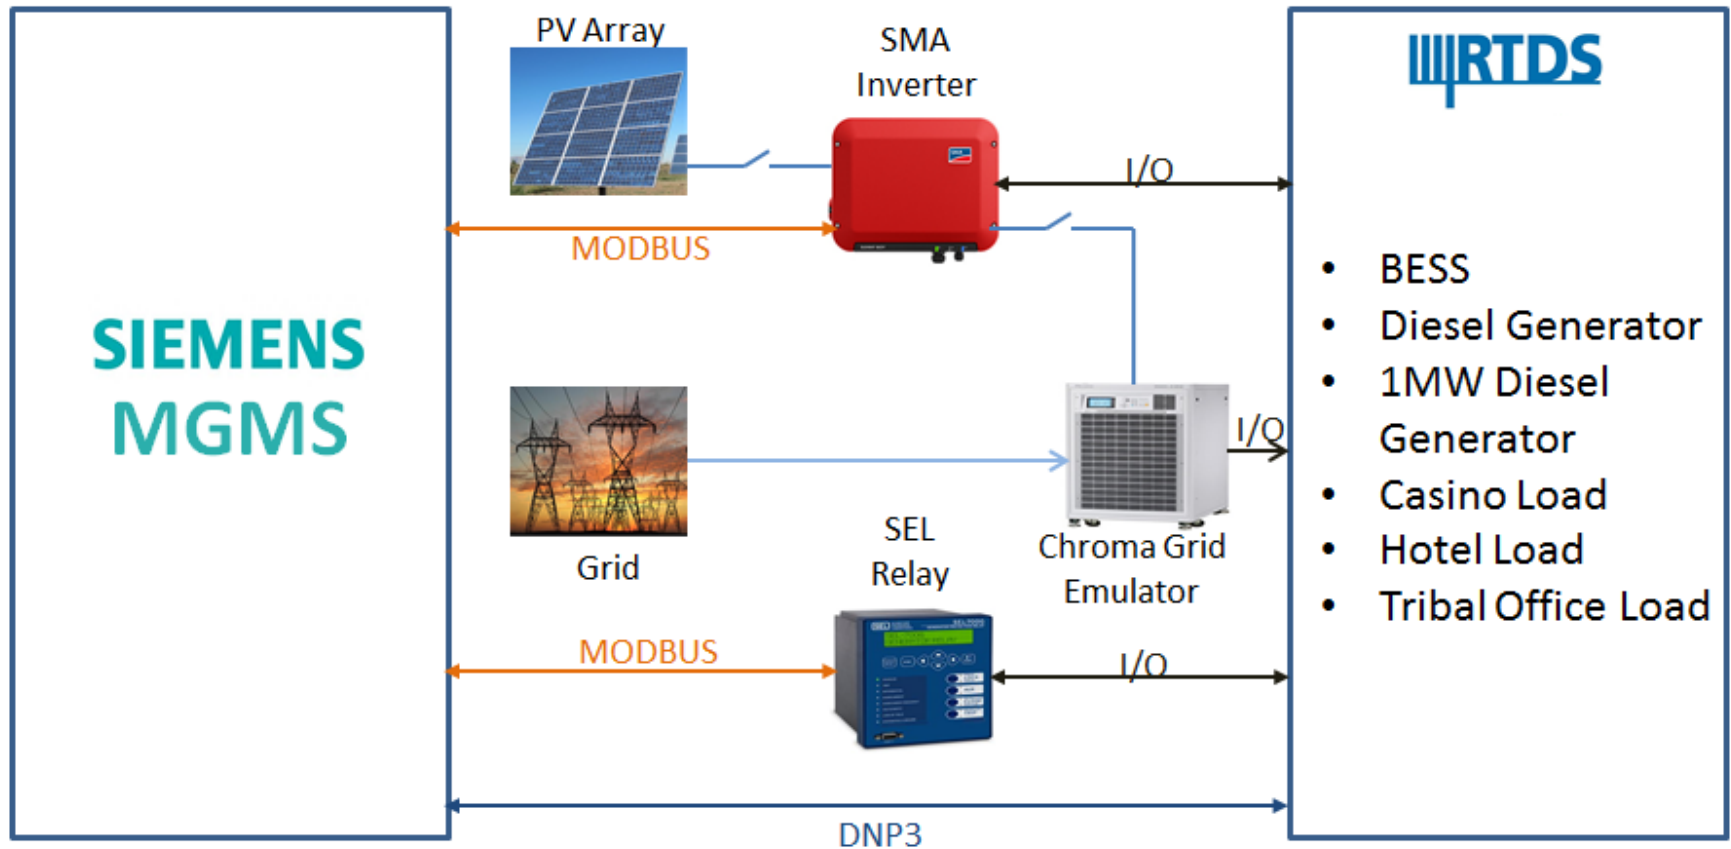 PV Array
SMA
Inverter
RTDS
I/O
MODBUS
SIEMENS
MGMS
BESS
Diesel Generator
1MW Diesel
Generator
Casino Load
Hotel Load
Tribal Office Load
I/O
Grid
Chroma Grid
Emulator
SEL
Relay
SEL
MODBUS
I/O
DNP3